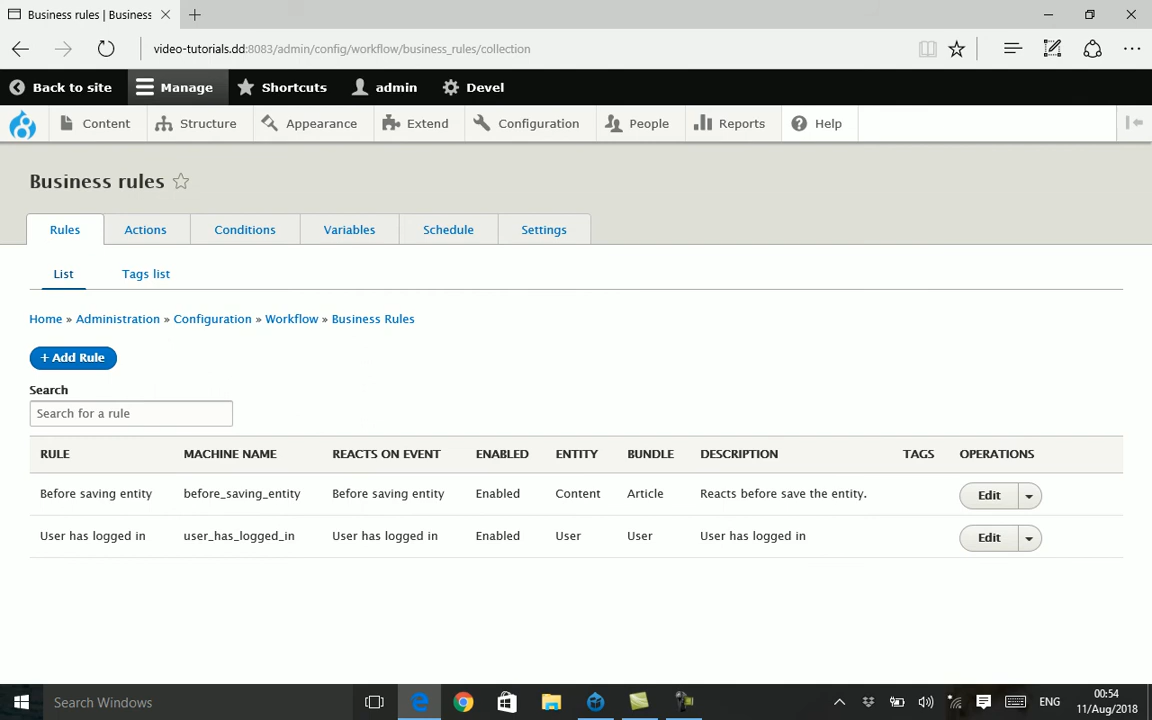 Business rules | Business
video-tutorials.dd:8083/admin/config/workflow/business_rules/collection
Back to site Manage Shortcuts admin Devel
Content Structure Appearance Extend Configuration People Reports Help
Business rules
Rules Actions Conditions Variables Schedule Settings
List Tags list
Home » Administration » Configuration » Workflow » Business Rules
+ Add Rule
Search
Search for a rule
RULE MACHINE NAME REACTS ON EVENT ENABLED ENTITY BUNDLE DESCRIPTION TAGS OPERATIONS
Before saving entity before_saving_entity Before saving entity Enabled Content Article Reacts before save the entity. Edit
User has logged in user_has_logged_in User has logged in Enabled User User User has logged in Edit
Search Windows ENG 00:54
11/Aug/2018